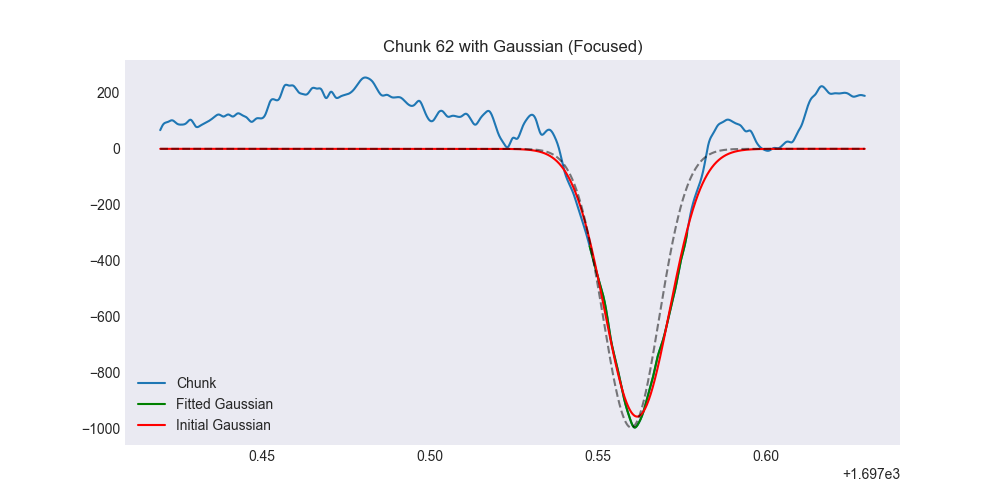 Chunk 62 with Gaussian (Focused)
200
0
−200
−400
−600
−800
−1000
Chunk
Fitted Gaussian
Initial Gaussian
0.45 0.50 0.55 0.60
+1.697e3